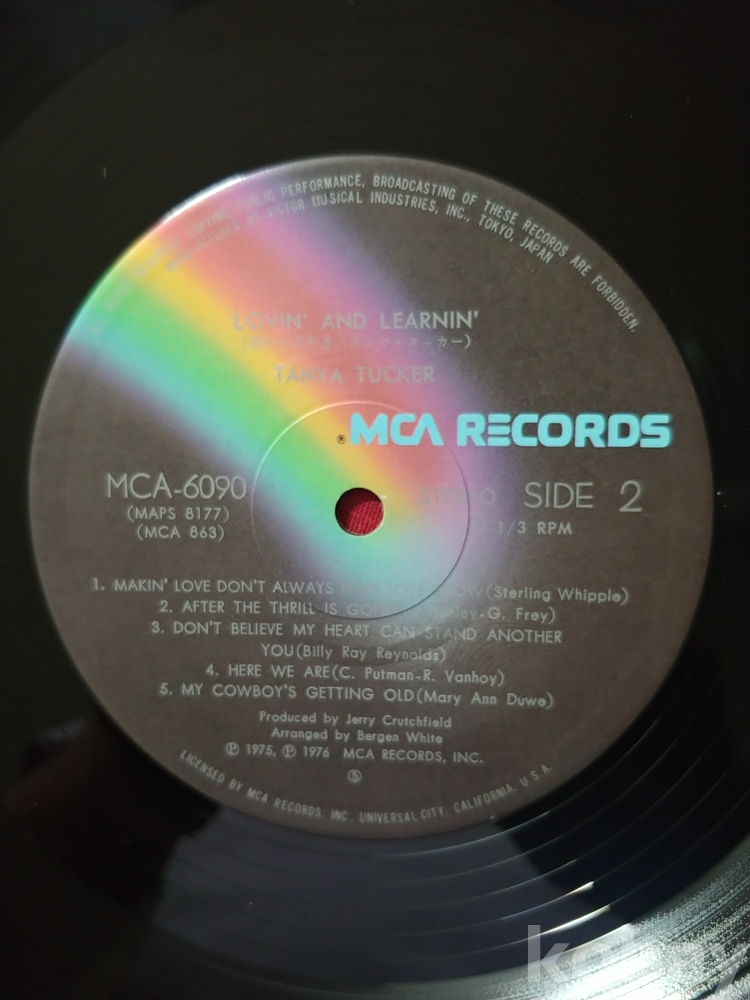 PUBLIC PERFORMANCE, BROADCASTING OF THESE RECORDS ARE FORBIDDEN.
MANUFACTURED BY VICTOR MUSICAL INDUSTRIES, INC., TOKYO, JAPAN
LOVIN' AND LEARNIN'
TANYA TUCKER
® MCA RECORDS
MCA-6090
STEREO SIDE 2
(MAPS 8177)
1/3 RPM
(MCA 863)
1. MAKIN' LOVE DON'T ALWAYS (Sterling Whipple)
2. AFTER THE THRILL IS G. Frey)
3. DON'T BELIEVE MY HEART CAN STAND ANOTHER
YOU(Billy Ray Reynolds)
4. HERE WE ARE(C. Putman-R. Vanhoy)
5. MY COWBOY'S GETTING OLD(Mary Ann Duwe)
Produced by Jerry Crutchfield
Arranged by Bergen White
℗ 1975, ℗ 1976 MCA RECORDS, INC.
⑤
LICENSED BY MCA RECORDS, INC., UNIVERSAL CITY, CALIFORNIA, U.S.A.